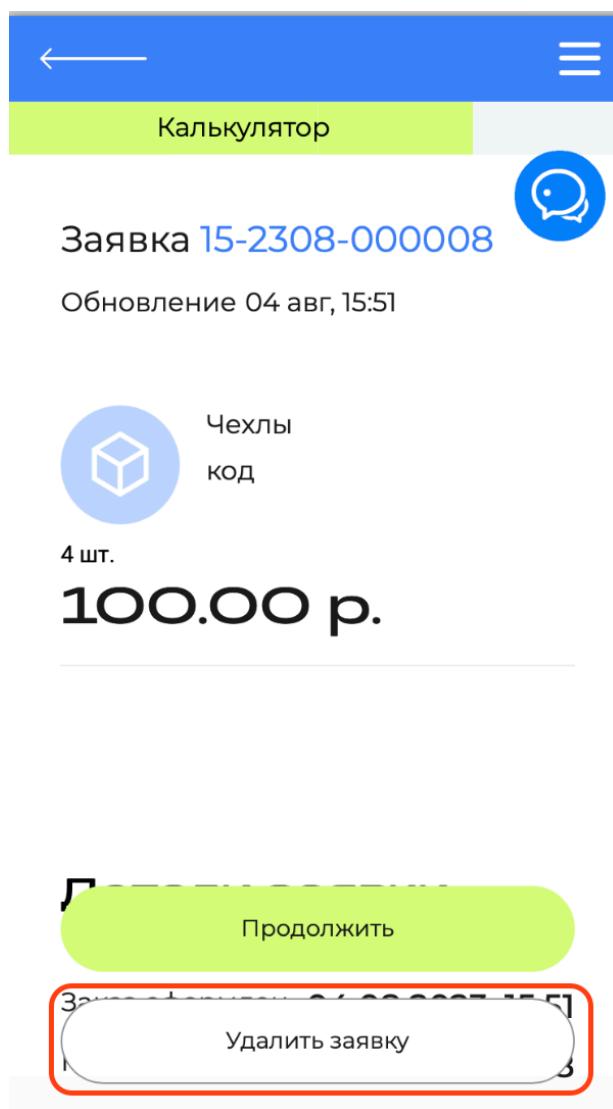 Калькулятор
Заявка 15-2308-000008
Обновление 04 авг, 15:51
Чехлы
код
4 шт.
100.00 р.
Продолжить
Удалить заявку